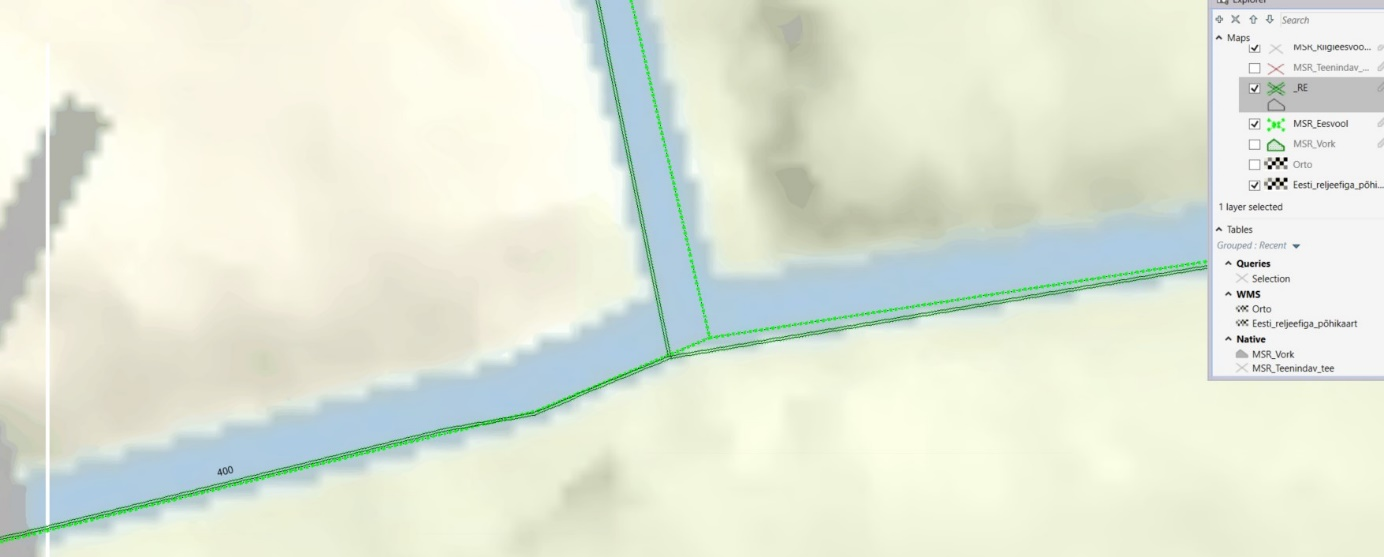 Explorer
Search
Maps
MSR_Riigieesvoo...
MSR_Teenindav_...
_RE
MSR_Eesvool
MSR_Vork
Orto
Eesti_reljeefiga_põhi...
1 layer selected
Tables
Grouped : Recent
Queries
Selection
WMS
Orto
Eesti_reljeefiga_põhikaart
Native
MSR_Vork
MSR_Teenindav_tee
400